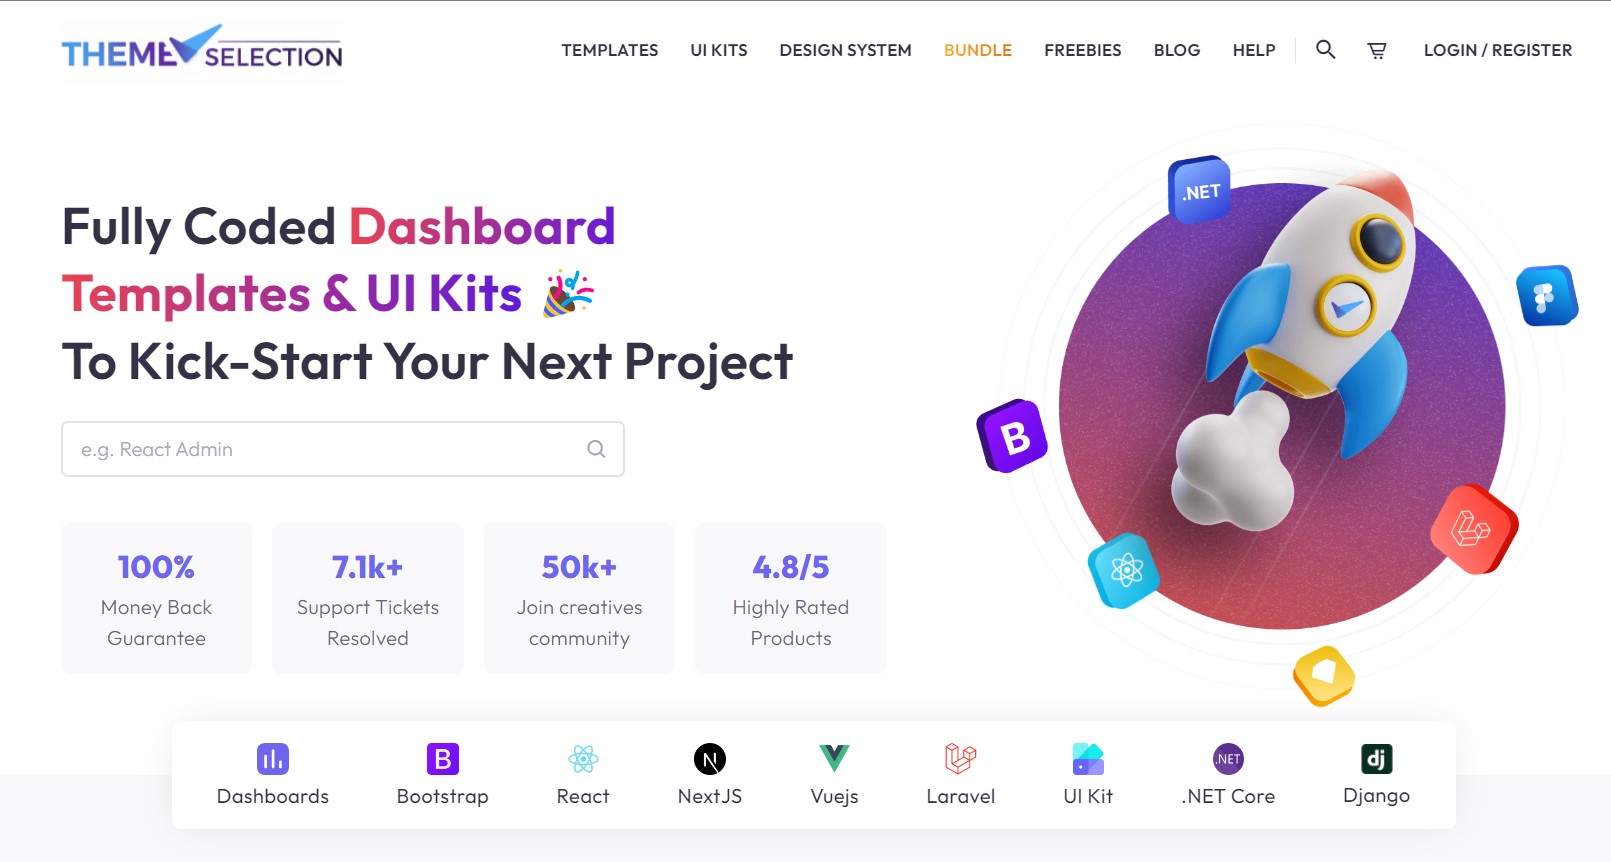 THEME SELECTION
TEMPLATES UI KITS DESIGN SYSTEM BUNDLE FREEBIES BLOG HELP LOGIN / REGISTER
Fully Coded Dashboard
Templates & UI Kits
To Kick-Start Your Next Project
e.g. React Admin
100%
Money Back
Guarantee
7.1k+
Support Tickets
Resolved
50k+
Join creatives
community
4.8/5
Highly Rated
Products
.NET
B
Dashboards
B
Bootstrap
React
N
NextJS
Vuejs
Laravel
UI Kit
.NET
.NET Core
dj
Django